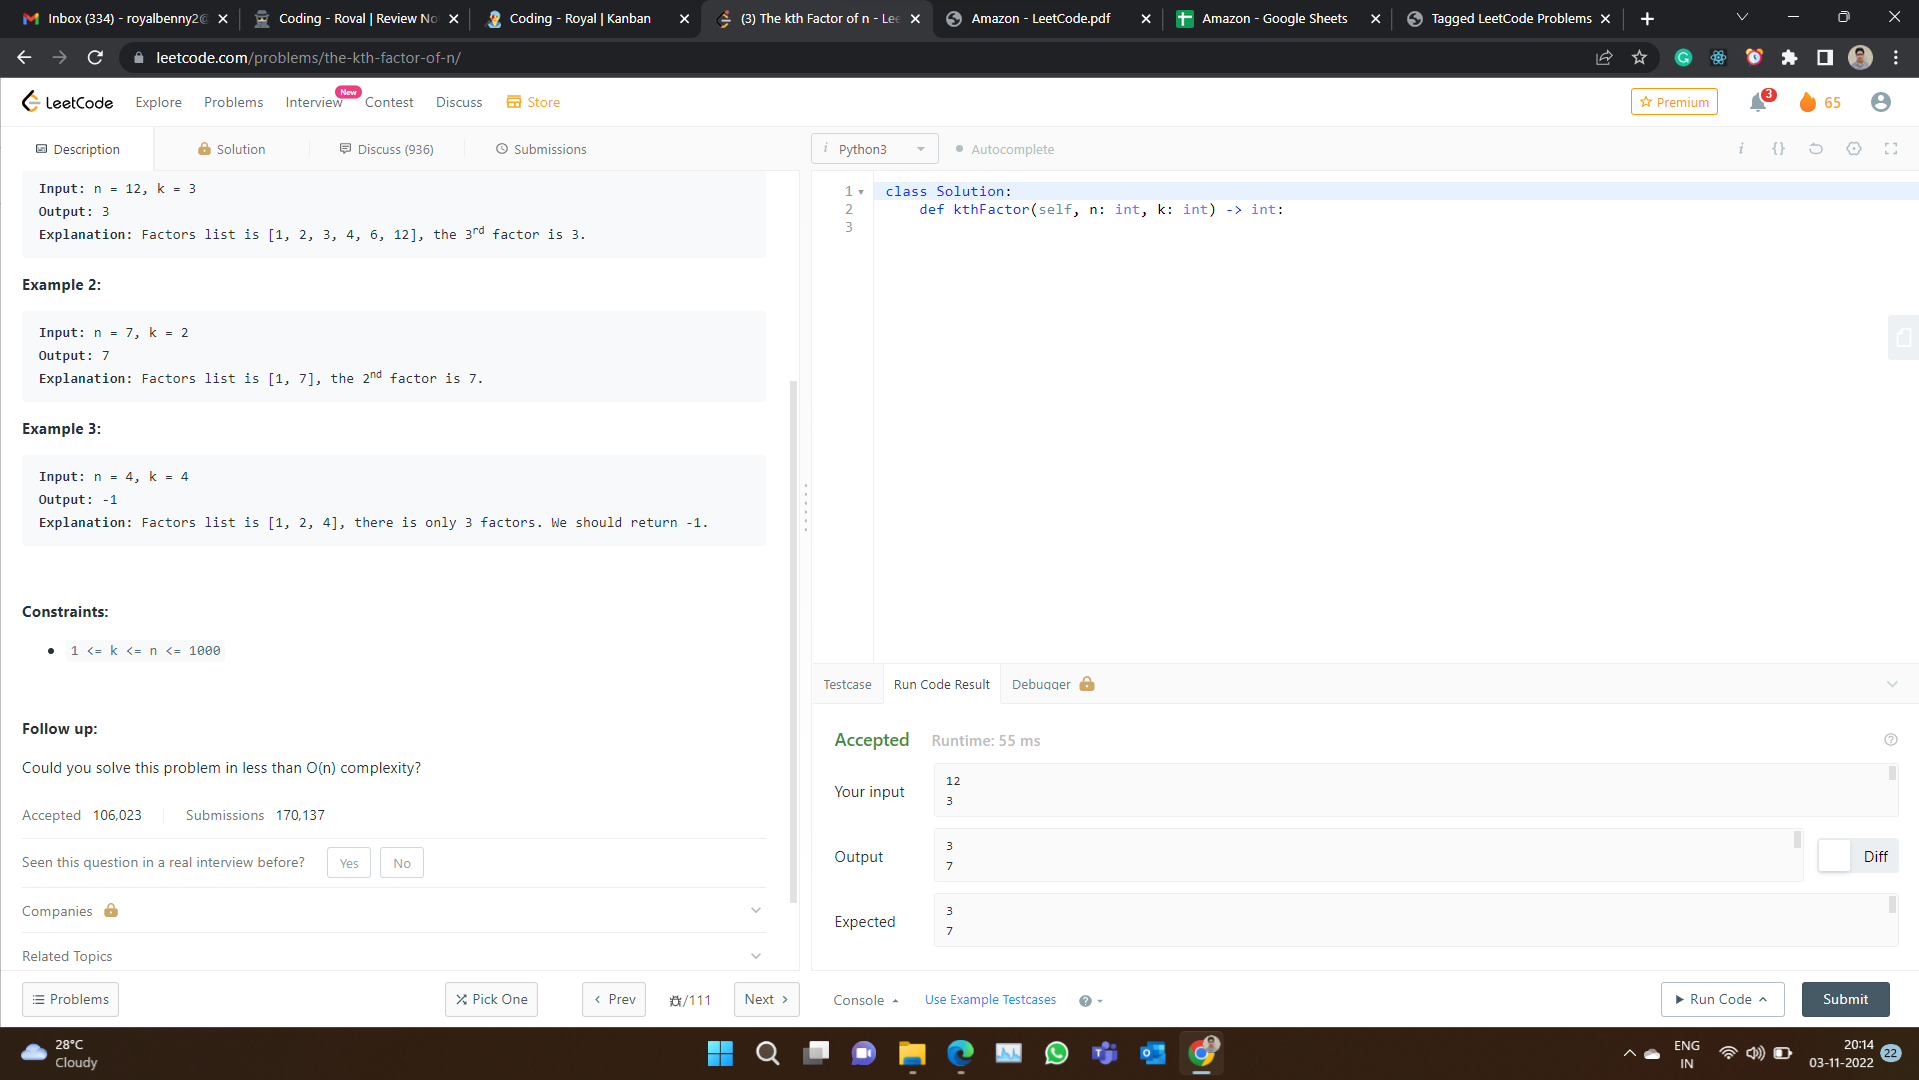 Inbox (334) - royalbenny2@
Coding - Royal | Review No
Coding - Royal | Kanban
(3) The kth Factor of n - Lee
Amazon - LeetCode.pdf
Amazon - Google Sheets
Tagged LeetCode Problems
leetcode.com/problems/the-kth-factor-of-n/
LeetCode
Explore
Problems
Interview
New
Contest
Discuss
Store
Premium
3
65
Description
Solution
Discuss (936)
Submissions
i Python3
Autocomplete
i {}
Input: n = 12, k = 3
Output: 3
Explanation: Factors list is [1, 2, 3, 4, 6, 12], the 3rd factor is 3.
Example 2:
Input: n = 7, k = 2
Output: 7
Explanation: Factors list is [1, 7], the 2nd factor is 7.
Example 3:
Input: n = 4, k = 4
Output: -1
Explanation: Factors list is [1, 2, 4], there is only 3 factors. We should return -1.
Constraints:
1 <= k <= n <= 1000
Follow up:
Could you solve this problem in less than O(n) complexity?
Accepted 106,023
Submissions 170,137
Seen this question in a real interview before?
Yes
No
Companies
Related Topics
1 class Solution:
2 def kthFactor(self, n: int, k: int) -> int:
3
Testcase
Run Code Result
Debugger
Accepted
Runtime: 55 ms
Your input
12
3
Output
3
7
Diff
Expected
3
7
Problems
Pick One
Prev
/111
Next
Console
Use Example Testcases
Run Code
Submit
28°C
Cloudy
ENG
IN
20:14
03-11-2022
22